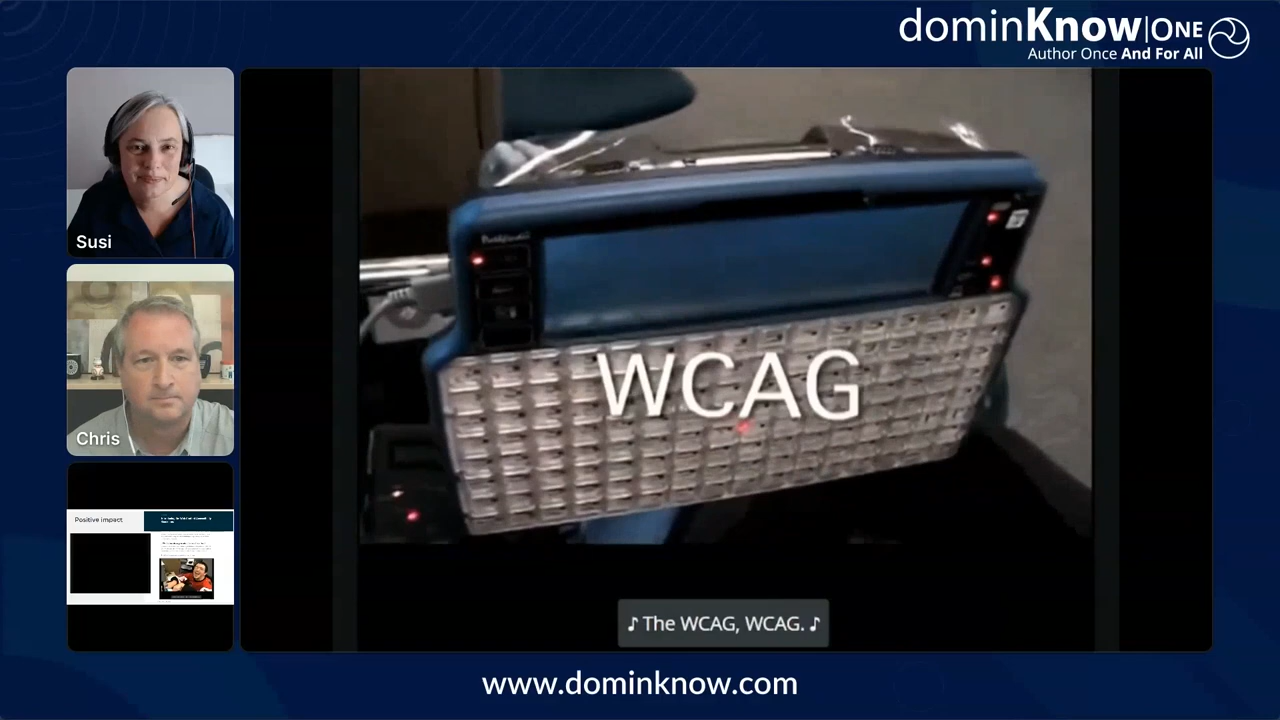 dominKnow|ONE
Author Once And For All
Susi
Chris
Positive impact
WCAG
♪ The WCAG, WCAG. ♪
www.dominknow.com